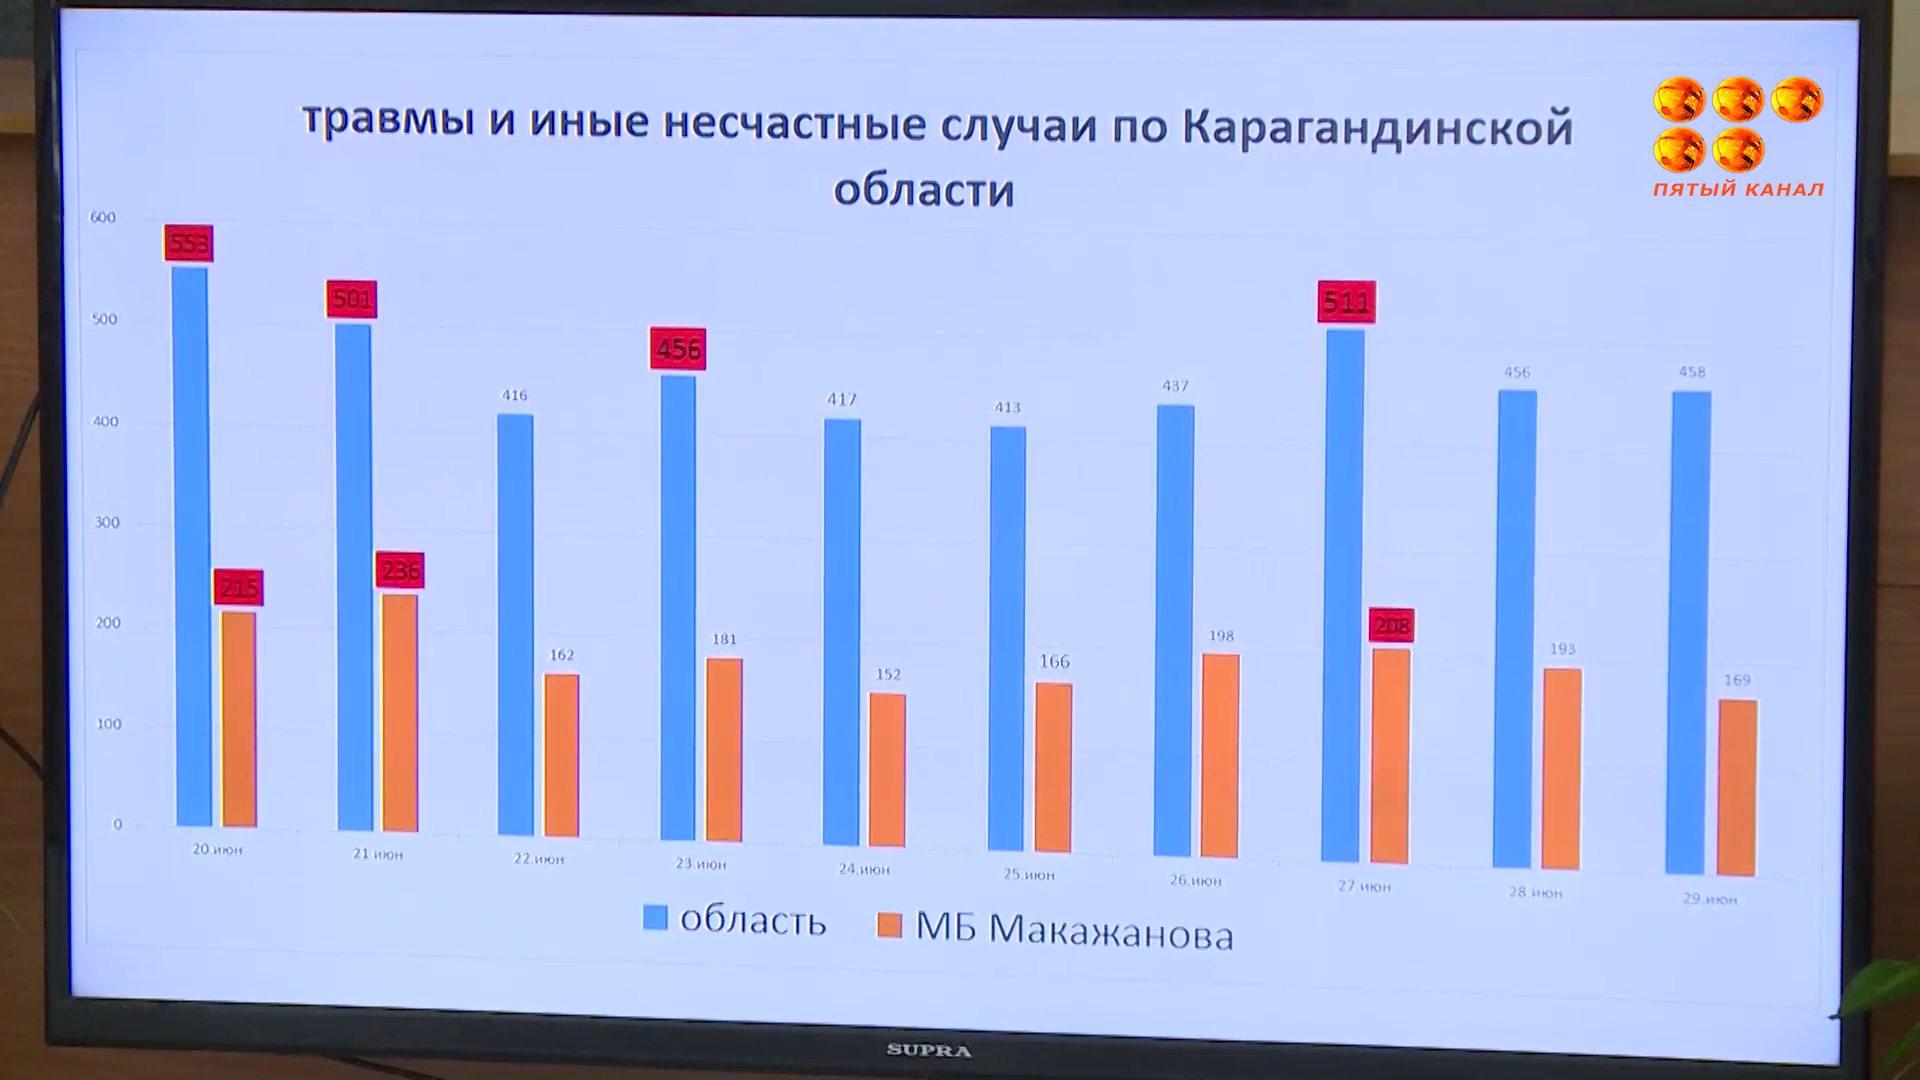 травмы и иные несчастные случаи по Карагандинской
области
ПЯТЫЙ КАНАЛ
600
500
400
300
200
100
0
553
215
501
236
416
162
456
181
417
152
413
166
437
198
511
208
456
193
458
169
20.июн
21.июн
22.июн
23.июн
24.июн
25.июн
26.июн
27.июн
28.июн
29.июн
область
МБ Макажанова
SUPRA